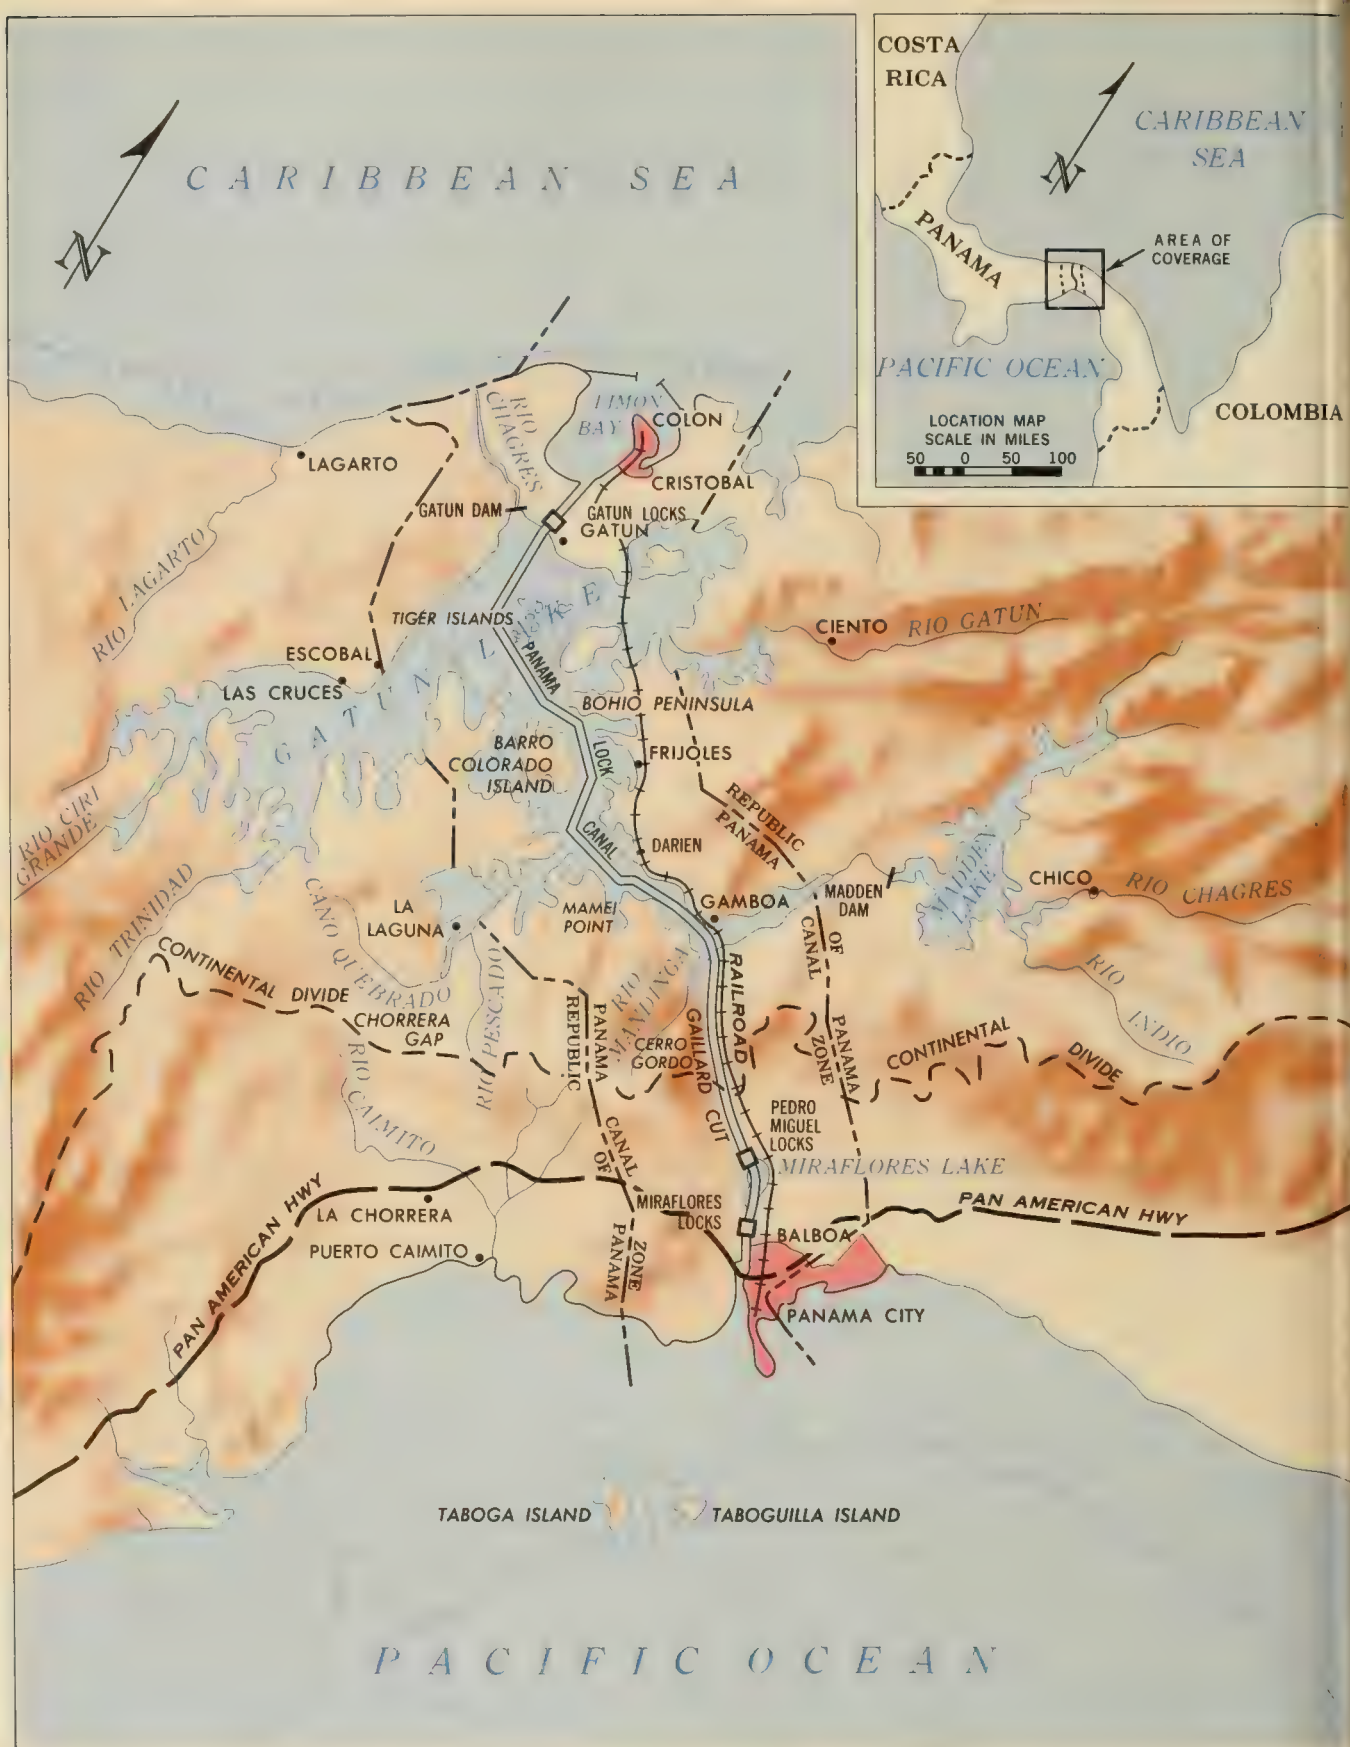 CARIBBEAN SEA
N
COSTA
RICA
CARIBBEAN
SEA
N
PANAMA
AREA OF
COVERAGE
PACIFIC OCEAN
COLOMBIA
LOCATION MAP
SCALE IN MILES
50 0 50 100
LIMON
BAY
COLON
RIO
CHAGRES
LAGARTO
CRISTOBAL
GATUN DAM
GATUN LOCKS
GATUN
RIO LAGARTO
TIGER ISLANDS
CIENTO
RIO GATUN
ESCOBAL
LAS CRUCES
GATUN LAKE
PANAMA
LOCK
CANAL
BOHIO PENINSULA
BARRO
COLORADO
ISLAND
FRIJOLES
REPUBLIC
PANAMA
RIO CIRI
GRANDE
DARIEN
MADDEN
DAM
MADDEN
LAKE
CHICO
RIO CHAGRES
RIO TRINIDAD
CANO QUEBRADO
LA
LAGUNA
MAMEI
POINT
GAMBOA
OF
CANAL
CONTINENTAL DIVIDE
RIO
INDIO
CHORRERA
GAP
RIO PESCADO
REPUBLIC
PANAMA
RIO
MANDINGA
RAILROAD
GAILLARD CUT
CERRO
GORDO
PANAMA
ZONE
CONTINENTAL
DIVIDE
RIO
CAIMITO
PEDRO
MIGUEL
LOCKS
CANAL
OF
MIRAFLORES LAKE
PAN AMERICAN HWY
LA CHORRERA
MIRAFLORES
LOCKS
PAN AMERICAN HWY
PUERTO CAIMITO
ZONE
PANAMA
BALBOA
PANAMA CITY
TABOGA ISLAND
TABOGUILLA ISLAND
PACIFIC OCEAN